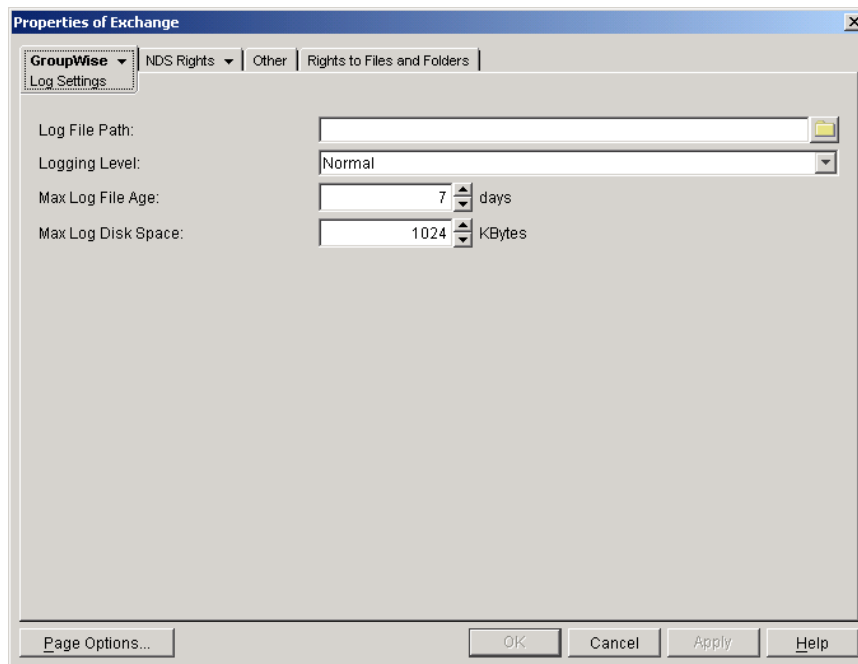 Properties of Exchange
GroupWise NDS Rights Other Rights to Files and Folders
Log Settings
Log File Path:
Logging Level: Normal
Max Log File Age: 7 days
Max Log Disk Space: 1024 KBytes
Page Options... OK Cancel Apply Help